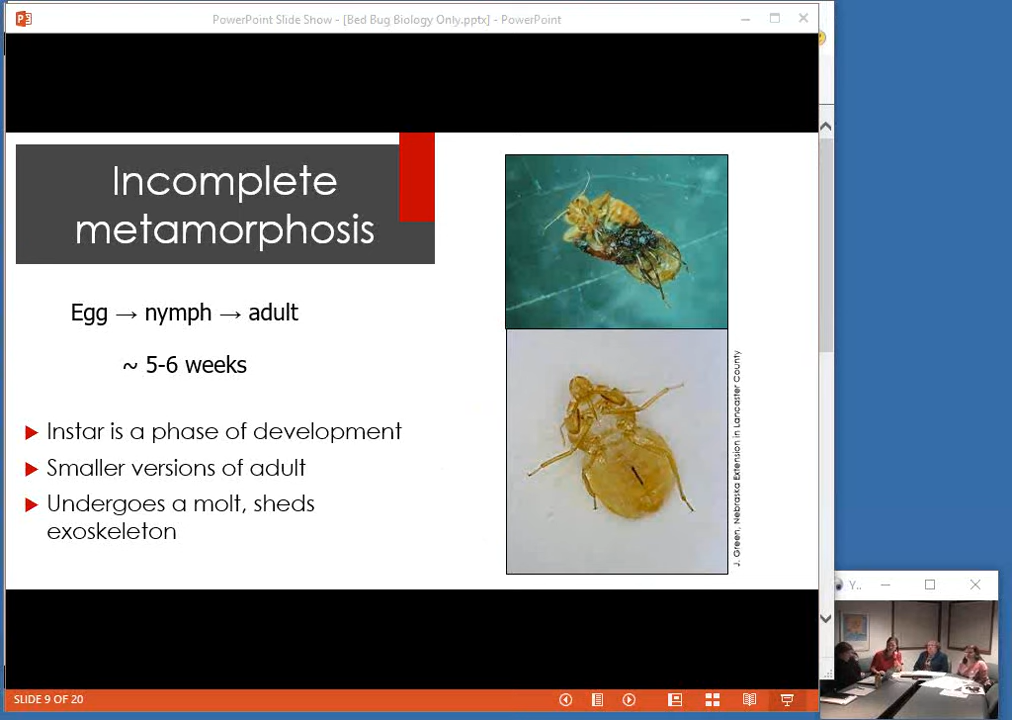 PowerPoint Slide Show - [Bed Bug Biology Only.pptx] - PowerPoint
Incomplete
metamorphosis
Egg → nymph → adult
~ 5-6 weeks
Instar is a phase of development
Smaller versions of adult
Undergoes a molt, sheds
exoskeleton
J. Green, Nebraska Extension in Lancaster County
Y..
SLIDE 9 OF 20